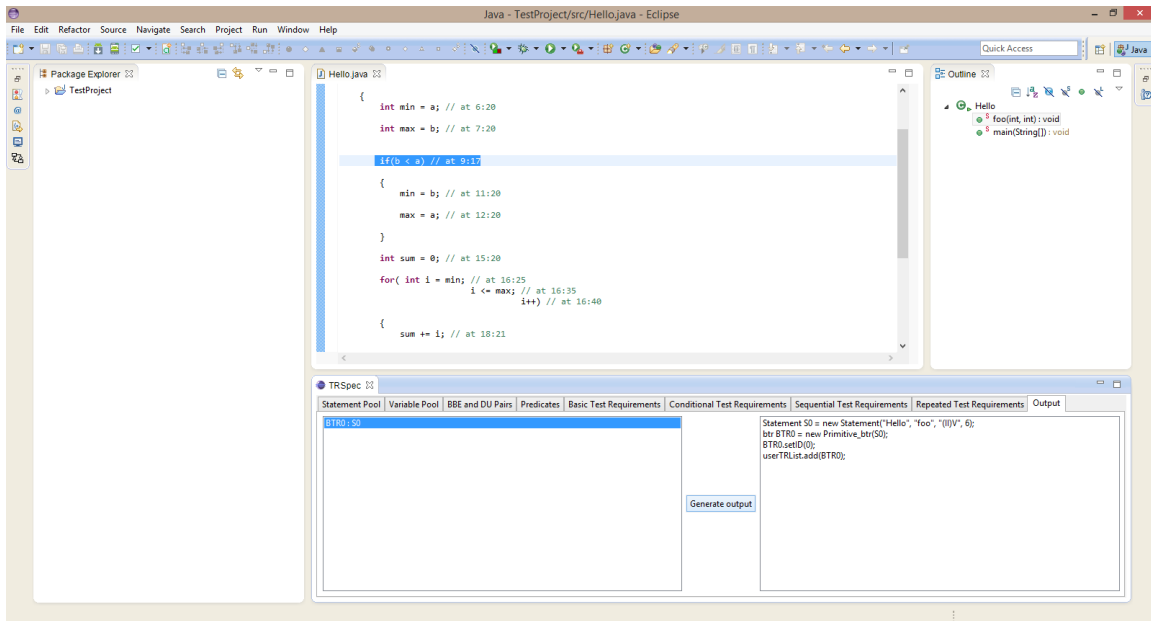 Java - TestProject/src/Hello.java - Eclipse
File Edit Refactor Source Navigate Search Project Run Window Help
Quick Access
Java
Package Explorer
TestProject
Hello.java
{
int min = a; // at 6:20
int max = b; // at 7:20
if(b < a) // at 9:17
{
min = b; // at 11:20
max = a; // at 12:20
}
int sum = 0; // at 15:20
for( int i = min; // at 16:25
i <= max; // at 16:35
i++) // at 16:40
{
sum += i; // at 18:21
Outline
Hello
S foo(int, int) : void
S main(String[]) : void
TRSpec
Statement Pool Variable Pool BBE and DU Pairs Predicates Basic Test Requirements Conditional Test Requirements Sequential Test Requirements Repeated Test Requirements Output
BTR0 : S0
Generate output
Statement S0 = new Statement("Hello", "foo", "(II)V", 6);
btr BTR0 = new Primitive_btr(S0);
BTR0.setID(0);
userTRList.add(BTR0);